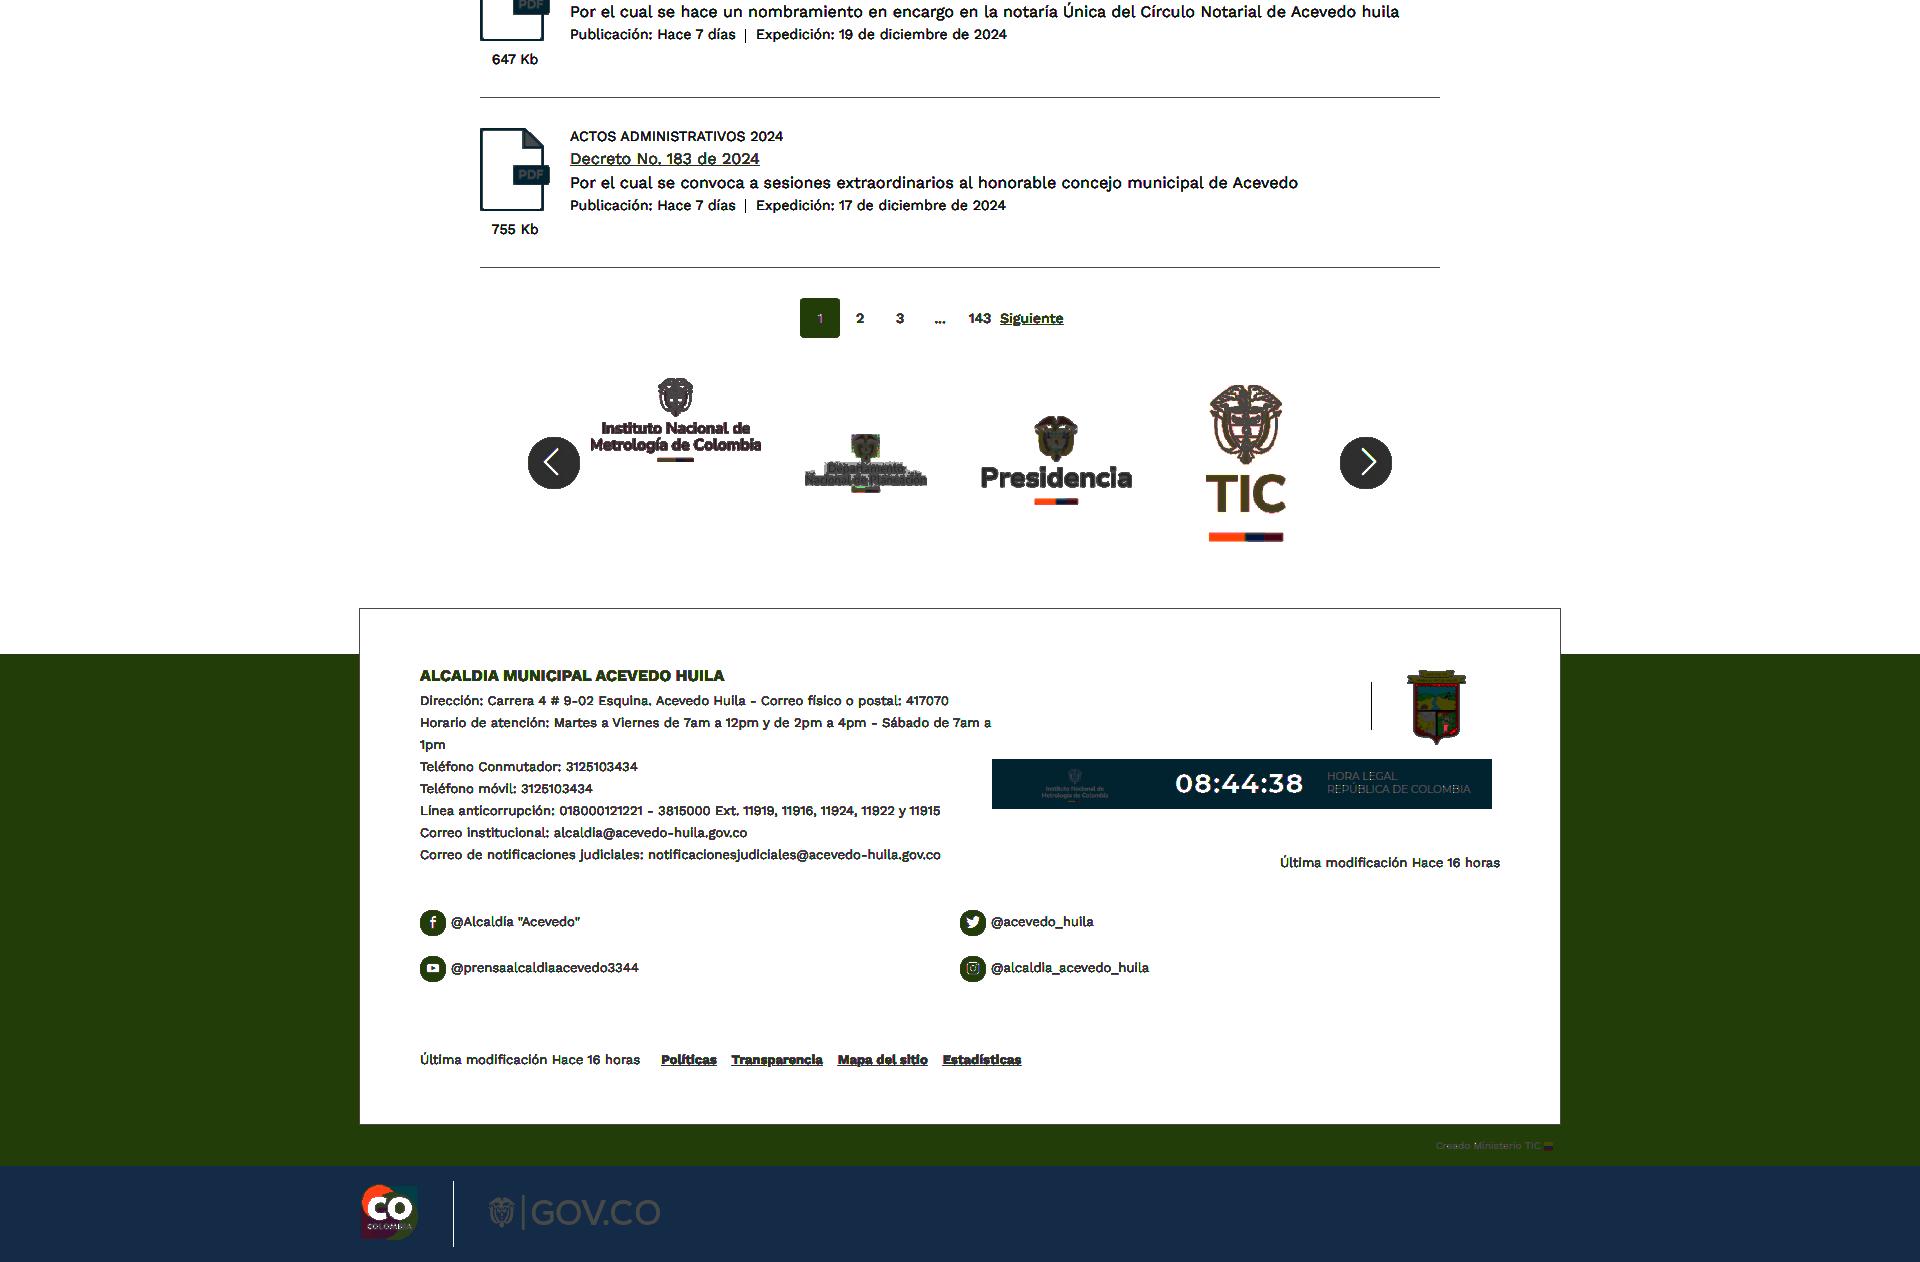 PDF
Por el cual se hace un nombramiento en encargo en la notaría Única del Círculo Notarial de Acevedo huila
Publicación: Hace 7 días | Expedición: 19 de diciembre de 2024
647 Kb
ACTOS ADMINISTRATIVOS 2024
Decreto No. 183 de 2024
PDF
Por el cual se convoca a sesiones extraordinarios al honorable concejo municipal de Acevedo
Publicación: Hace 7 días | Expedición: 17 de diciembre de 2024
755 Kb
1 2 3 ... 143 Siguiente
Instituto Nacional de
Metrología de Colombia
Departamento
Nacional de Planeación
Presidencia
TIC
ALCALDIA MUNICIPAL ACEVEDO HUILA
Dirección: Carrera 4 # 9-02 Esquina. Acevedo Huila - Correo físico o postal: 417070
Horario de atención: Martes a Viernes de 7am a 12pm y de 2pm a 4pm - Sábado de 7am a
1pm
Teléfono Conmutador: 3125103434
Teléfono móvil: 3125103434
Línea anticorrupción: 018000121221 - 3815000 Ext. 11919, 11916, 11924, 11922 y 11915
Correo institucional: alcaldia@acevedo-huila.gov.co
Correo de notificaciones judiciales: notificacionesjudiciales@acevedo-huila.gov.co
Instituto Nacional de
Metrología de Colombia
08:44:38
HORA LEGAL
REPÚBLICA DE COLOMBIA
Última modificación Hace 16 horas
@Alcaldía "Acevedo"
@acevedo_huila
@prensaalcaldiaacevedo3344
@alcaldia_acevedo_huila
Última modificación Hace 16 horas Políticas Transparencia Mapa del sitio Estadísticas
Creado Ministerio TIC
CO
COLOMBIA
GOV.CO